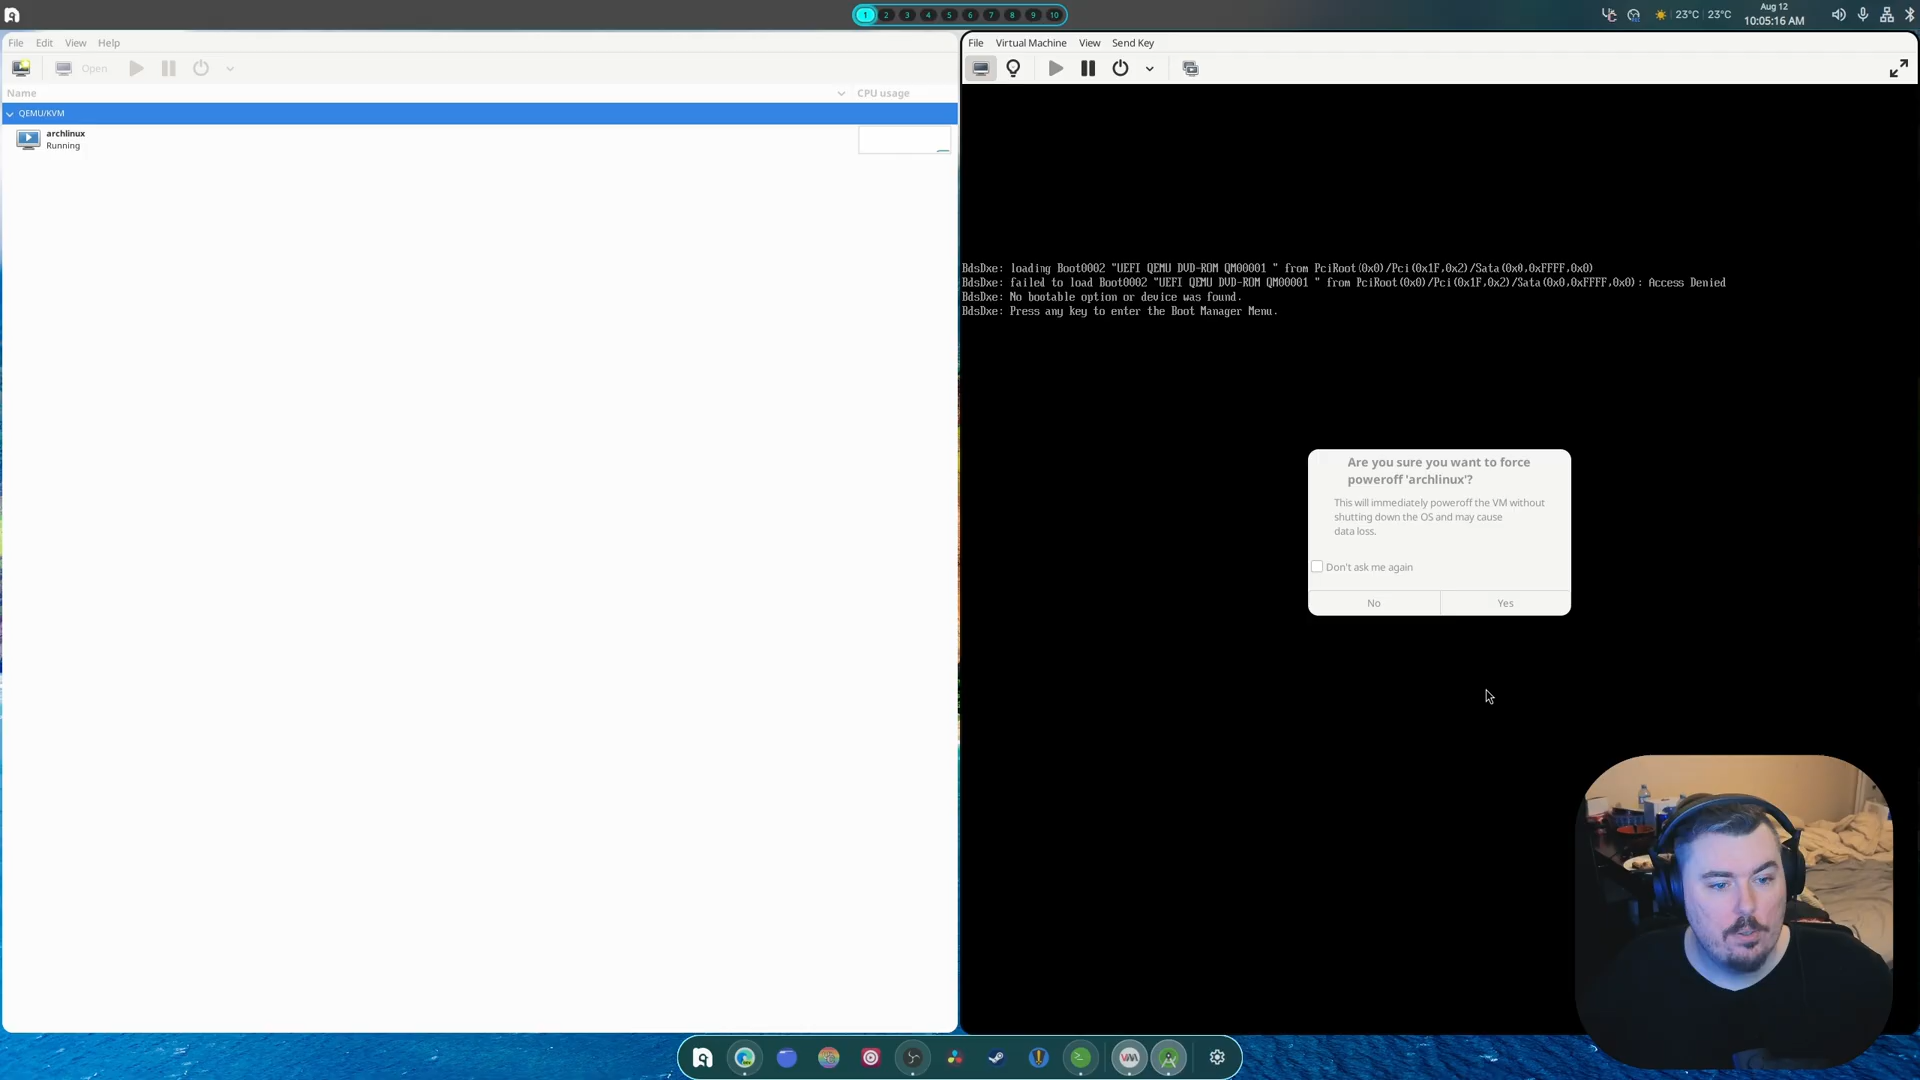 1 2 3 4 5 6 7 8 9 10
23°C 23°C
Aug 12
10:05:16 AM
File Edit View Help
Open
Name
CPU usage
QEMU/KVM
archlinux
Running
File Virtual Machine View Send Key
BdsDxe: loading Boot0002 "UEFI QEMU DVD-ROM QM00001 " from PciRoot(0x0)/Pci(0x1F,0x2)/Sata(0x0,0xFFFF,0x0)
BdsDxe: failed to load Boot0002 "UEFI QEMU DVD-ROM QM00001 " from PciRoot(0x0)/Pci(0x1F,0x2)/Sata(0x0,0xFFFF,0x0): Access Denied
BdsDxe: No bootable option or device was found.
BdsDxe: Press any key to enter the Boot Manager Menu.
Are you sure you want to force
poweroff 'archlinux'?
This will immediately poweroff the VM without
shutting down the OS and may cause
data loss.
Don't ask me again
No
Yes